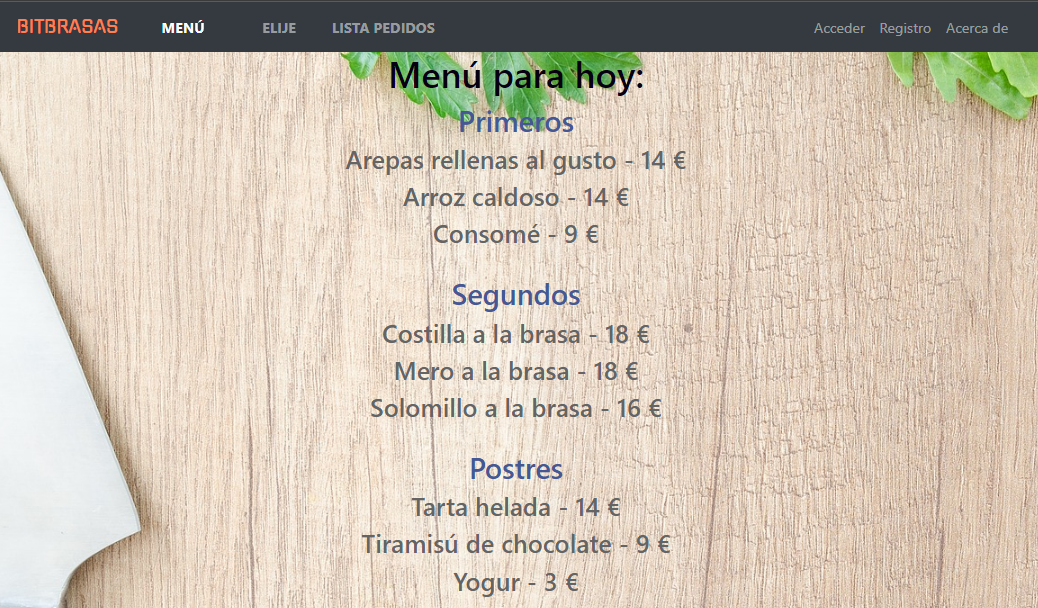 BITBRASAS MENÚ ELIJE LISTA PEDIDOS Acceder Registro Acerca de
Menú para hoy:
Primeros
Arepas rellenas al gusto - 14 €
Arroz caldoso - 14 €
Consomé - 9 €
Segundos
Costilla a la brasa - 18 €
Mero a la brasa - 18 €
Solomillo a la brasa - 16 €
Postres
Tarta helada - 14 €
Tiramisú de chocolate - 9 €
Yogur - 3 €